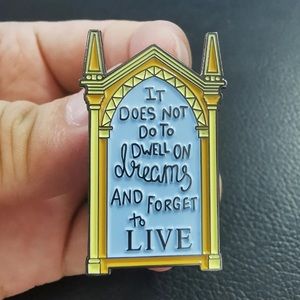 IT
DOES NOT
DO TO
DWELL ON
dreams
AND FORGET
to
LIVE